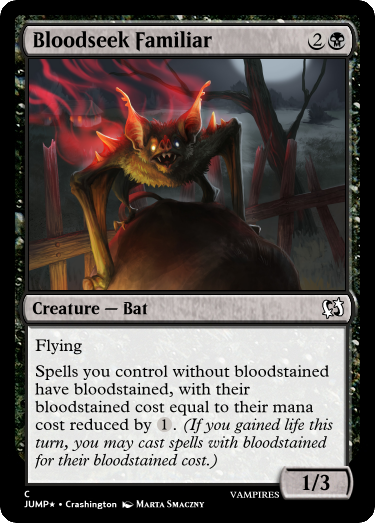 Bloodseek Familiar 2
Creature — Bat
Flying
Spells you control without bloodstained
have bloodstained, with their
bloodstained cost equal to their mana
cost reduced by 1. (If you gained life this
turn, you may cast spells with bloodstained
for their bloodstained cost.)
1/3
C
JUMP★ • Crashington Marta Smaczny
VAMPIRES